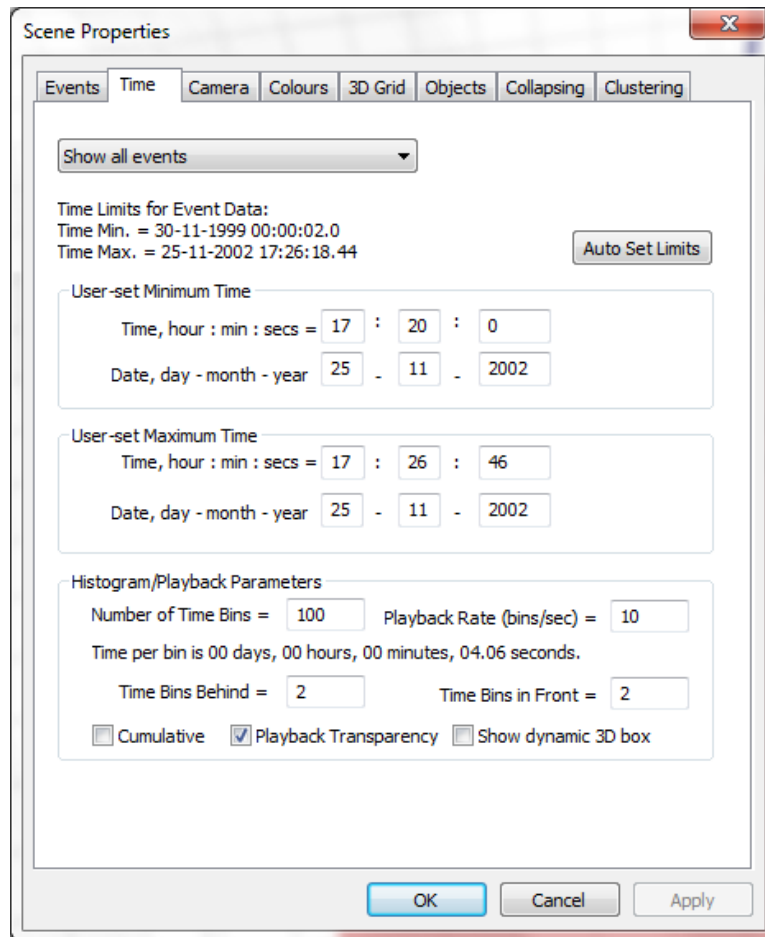 Scene Properties
Events Time Camera Colours 3D Grid Objects Collapsing Clustering
Show all events
Time Limits for Event Data:
Time Min. = 30-11-1999 00:00:02.0
Time Max. = 25-11-2002 17:26:18.44
Auto Set Limits
User-set Minimum Time
Time, hour : min : secs = 17 : 20 : 0
Date, day - month - year 25 - 11 - 2002
User-set Maximum Time
Time, hour : min : secs = 17 : 26 : 46
Date, day - month - year 25 - 11 - 2002
Histogram/Playback Parameters
Number of Time Bins = 100 Playback Rate (bins/sec) = 10
Time per bin is 00 days, 00 hours, 00 minutes, 04.06 seconds.
Time Bins Behind = 2 Time Bins in Front = 2
Cumulative Playback Transparency Show dynamic 3D box
OK Cancel Apply